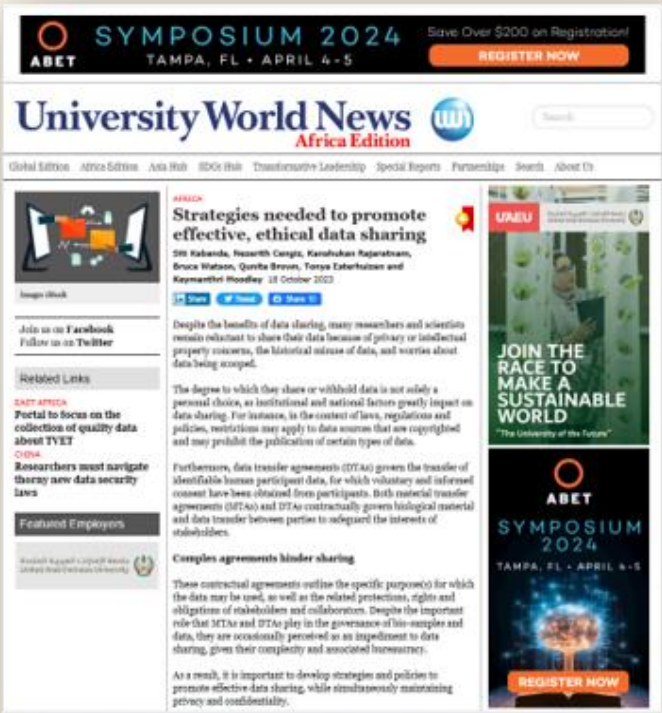 ABET
SYMPOSIUM 2024
TAMPA, FL • APRIL 4-5
Save Over $200 on Registration!
REGISTER NOW
University World News
Africa Edition
Search
Global Edition Africa Edition Asia Hub SDGs Hub Transformative Leadership Special Reports Partnerships Search About Us
Images iStock
Join us on Facebook
Follow us on Twitter
Related Links
EAST AFRICA
Portal to focus on the
collection of quality data
about TVET
CHINA
Researchers must navigate
thorny new data security
laws
Featured Employers
United Arab Emirates University
AFRICA
Strategies needed to promote
effective, ethical data sharing
Siti Kabanda, Nezerith Cengiz, Kanshukan Rajaratnam,
Bruce Watson, Qunita Brown, Tonya Esterhuizen and
Keymanthri Moodley 18 October 2023
in Share
Tweet
Share 10
Despite the benefits of data sharing, many researchers and scientists
remain reluctant to share their data because of privacy or intellectual
property concerns, the historical misuse of data, and worries about
data being scooped.
The degree to which they share or withhold data is not solely a
personal choice, as institutional and national factors greatly impact on
data sharing. For instance, in the context of laws, regulations and
policies, restrictions may apply to data sources that are copyrighted
and may prohibit the publication of certain types of data.
Furthermore, data transfer agreements (DTAs) govern the transfer of
identifiable human participant data, for which voluntary and informed
consent have been obtained from participants. Both material transfer
agreements (MTAs) and DTAs contractually govern biological material
and data transfer between parties to safeguard the interests of
stakeholders.
Complex agreements hinder sharing
These contractual agreements outline the specific purpose(s) for which
the data may be used, as well as the related protections, rights and
obligations of stakeholders and collaborators. Despite the important
role that MTAs and DTAs play in the governance of bio-samples and
data, they are occasionally perceived as an impediment to data
sharing, given their complexity and associated bureaucracy.
As a result, it is important to develop strategies and policies to
promote effective data sharing, while simultaneously maintaining
privacy and confidentiality.
UAEU
JOIN THE
RACE TO
MAKE A
SUSTAINABLE
WORLD
"The University of the Future"
ABET
SYMPOSIUM
2024
TAMPA, FL • APRIL 4-5
REGISTER NOW